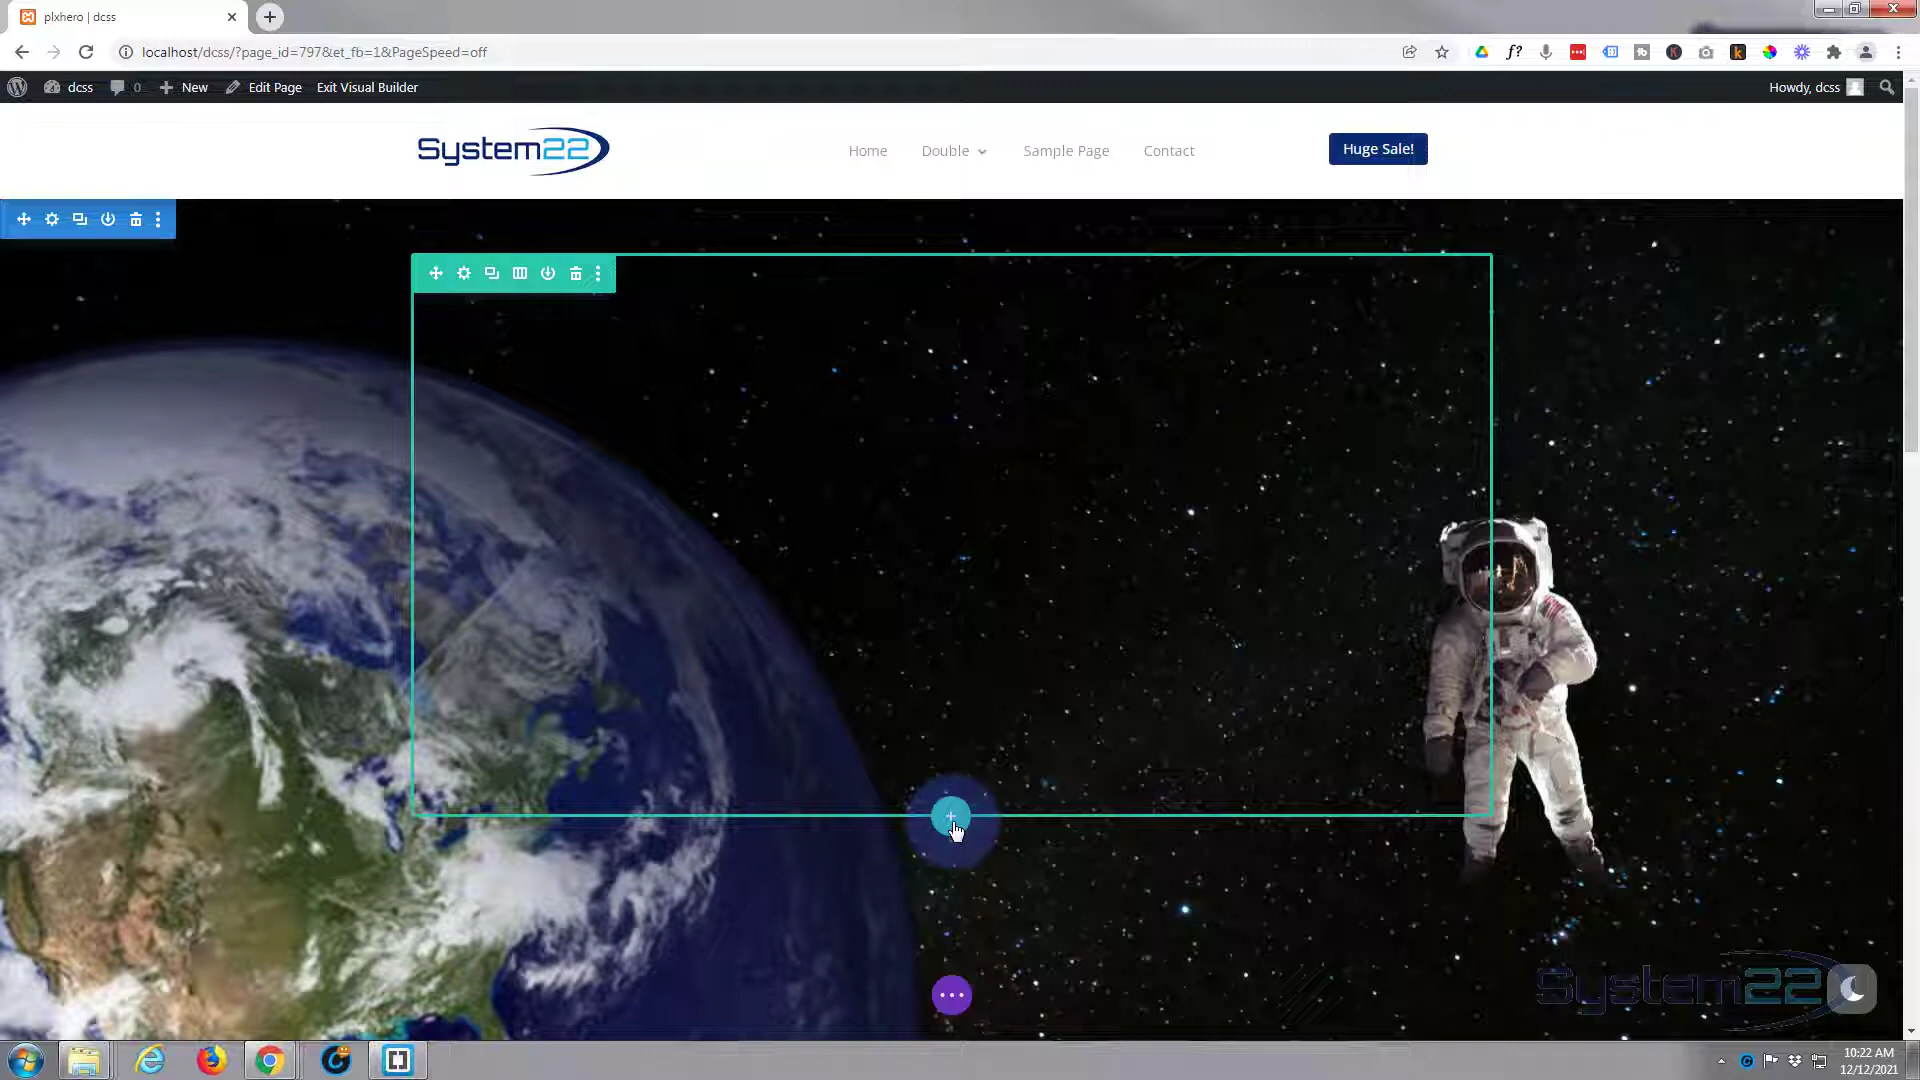 plxhero | dcss
localhost/dcss/?page_id=797&et_fb=1&PageSpeed=off
dcss
0
New
Edit Page
Exit Visual Builder
Howdy, dcss
System22
Home
Double
Sample Page
Contact
Huge Sale!
System22
10:22 AM
12/12/2021